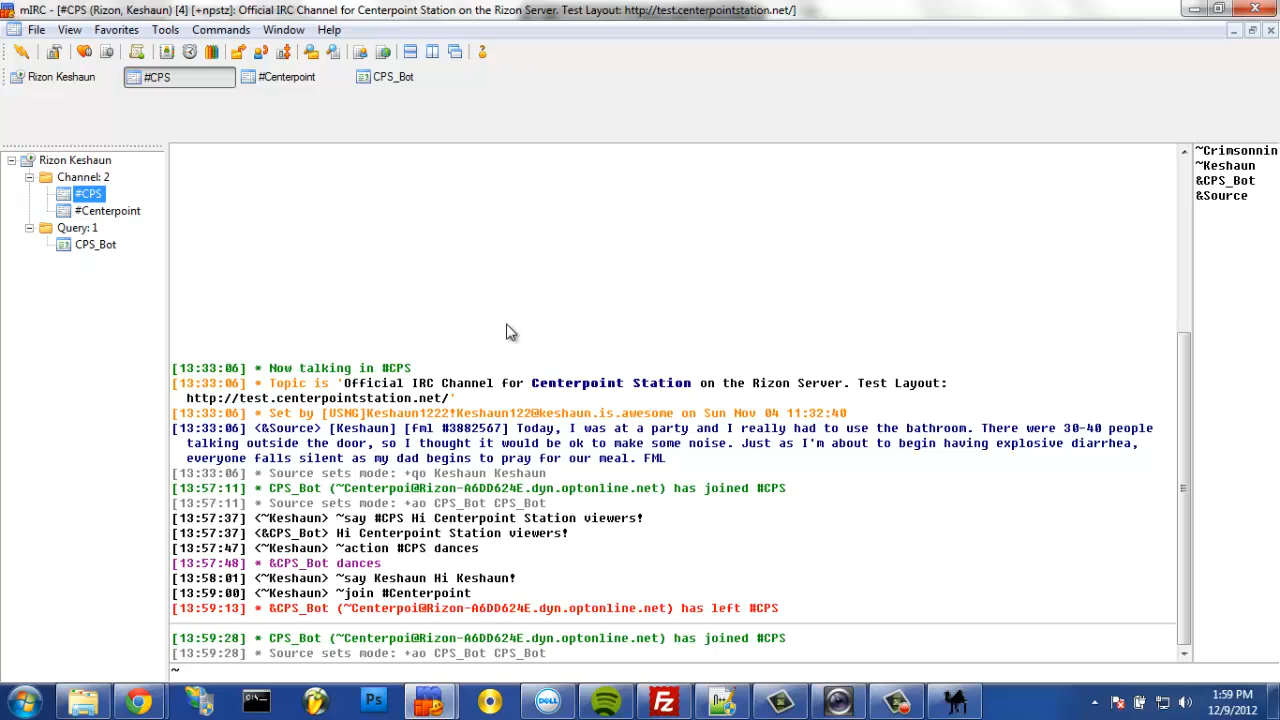 mIRC - [#CPS (Rizon, Keshaun) [4] [+npstz]: Official IRC Channel for Centerpoint Station on the Rizon Server. Test Layout: http://test.centerpointstation.net/]
File View Favorites Tools Commands Window Help
Rizon Keshaun #CPS #Centerpoint CPS_Bot
Rizon Keshaun
Channel: 2
#CPS
#Centerpoint
Query: 1
CPS_Bot
~Crimsonnin
~Keshaun
&CPS_Bot
&Source
[13:33:06] * Now talking in #CPS
[13:33:06] * Topic is 'Official IRC Channel for Centerpoint Station on the Rizon Server. Test Layout:
http://test.centerpointstation.net/'
[13:33:06] * Set by [USNG]Keshaun1222!Keshaun122@keshaun.is.awesome on Sun Nov 04 11:32:40
[13:33:06] <&Source> [Keshaun] [fml #3882567] Today, I was at a party and I really had to use the bathroom. There were 30-40 people
talking outside the door, so I thought it would be ok to make some noise. Just as I'm about to begin having explosive diarrhea,
everyone falls silent as my dad begins to pray for our meal. FML
[13:33:06] * Source sets mode: +qo Keshaun Keshaun
[13:57:11] * CPS_Bot (~Centerpoi@Rizon-A6DD624E.dyn.optonline.net) has joined #CPS
[13:57:11] * Source sets mode: +ao CPS_Bot CPS_Bot
[13:57:37] <~Keshaun> ~say #CPS Hi Centerpoint Station viewers!
[13:57:37] <&CPS_Bot> Hi Centerpoint Station viewers!
[13:57:47] <~Keshaun> ~action #CPS dances
[13:57:48] * &CPS_Bot dances
[13:58:01] <~Keshaun> ~say Keshaun Hi Keshaun!
[13:59:00] <~Keshaun> ~join #Centerpoint
[13:59:13] * &CPS_Bot (~Centerpoi@Rizon-A6DD624E.dyn.optonline.net) has left #CPS
[13:59:28] * CPS_Bot (~Centerpoi@Rizon-A6DD624E.dyn.optonline.net) has joined #CPS
[13:59:28] * Source sets mode: +ao CPS_Bot CPS_Bot
~
Ps
DELL
Fz
1:59 PM
12/9/2012